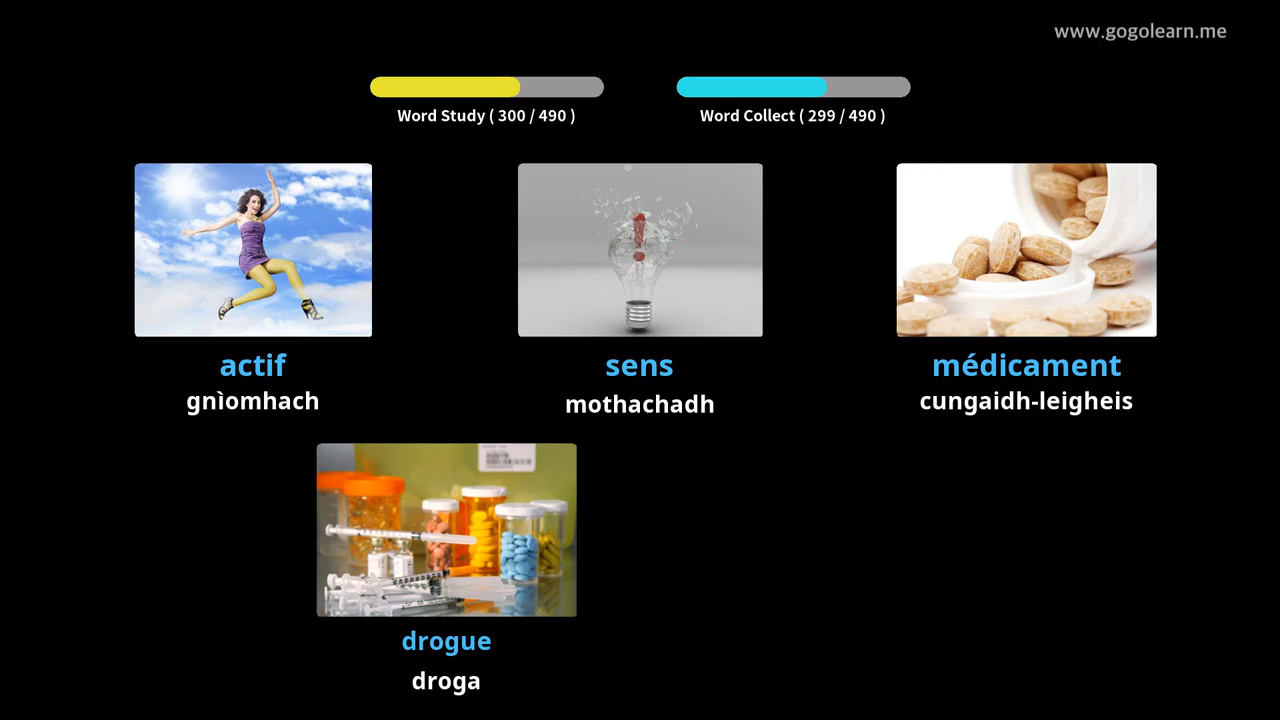 www.gogolearn.me
Word Study ( 300 / 490 )
Word Collect ( 299 / 490 )
actif
gnìomhach
sens
mothachadh
médicament
cungaidh-leigheis
drogue
droga